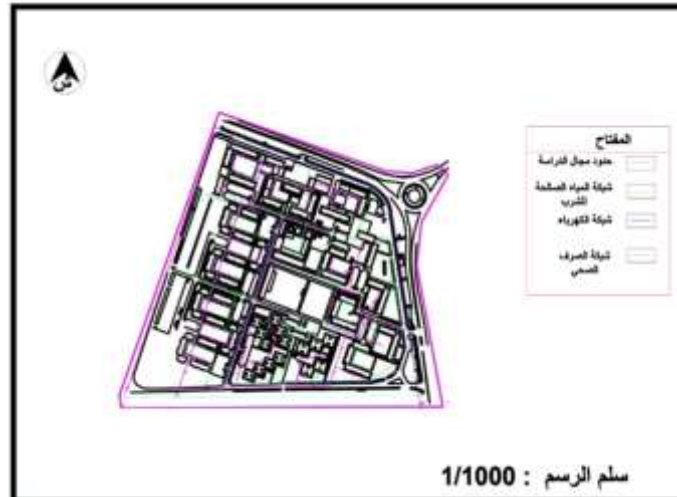 ش
المفتاح
حدود مجال الدراسة
شبكة المياه الصالحة
للشرب
شبكة الكهرباء
شبكة الصرف
الصحي
سلم الرسم : 1/1000